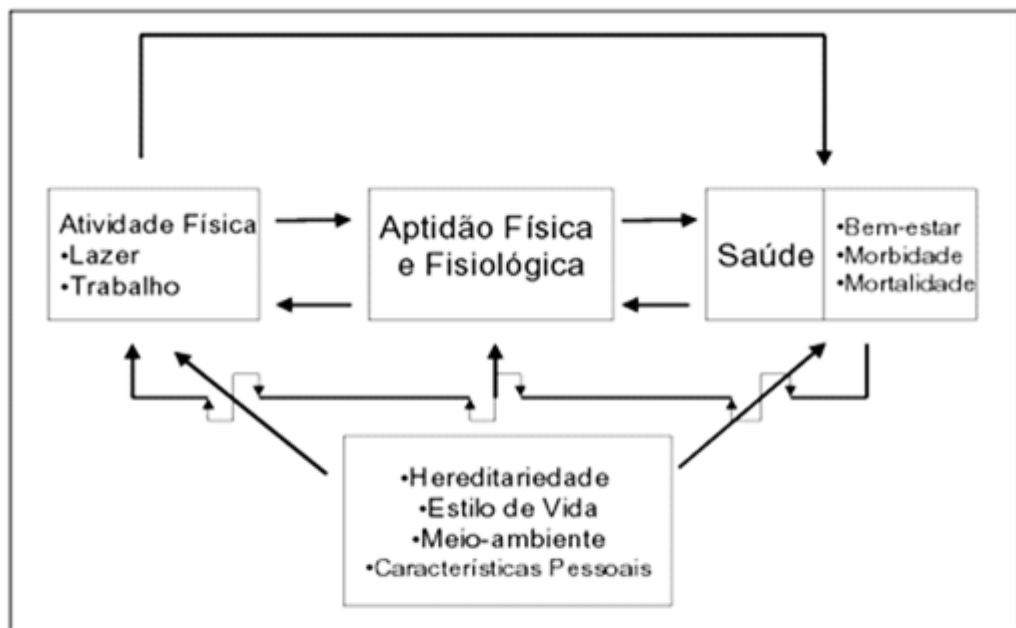 Atividade Física
•Lazer
•Trabalho
Aptidão Física
e Fisiológica
Saúde
•Bem-estar
•Morbidade
•Mortalidade
•Hereditariedade
•Estilo de Vida
•Meio-ambiente
•Características Pessoais